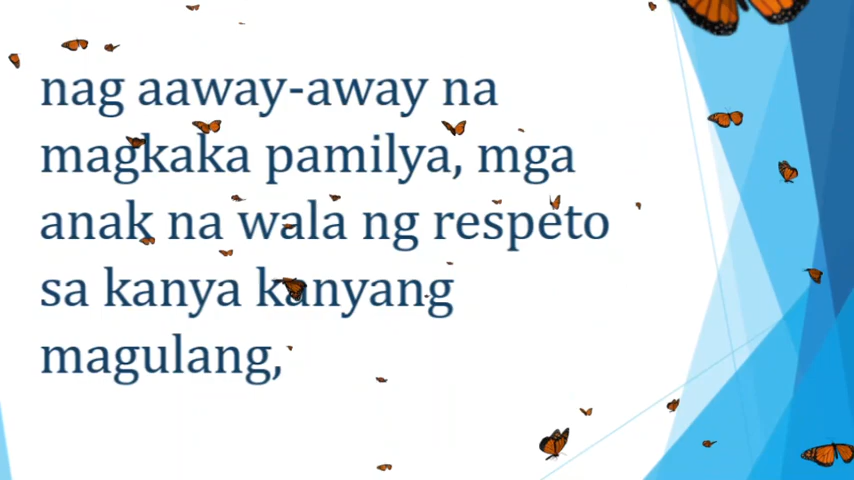 nag aaway-away na
magkaka pamilya, mga
anak na wala ng respeto
sa kanya kanyang
magulang,